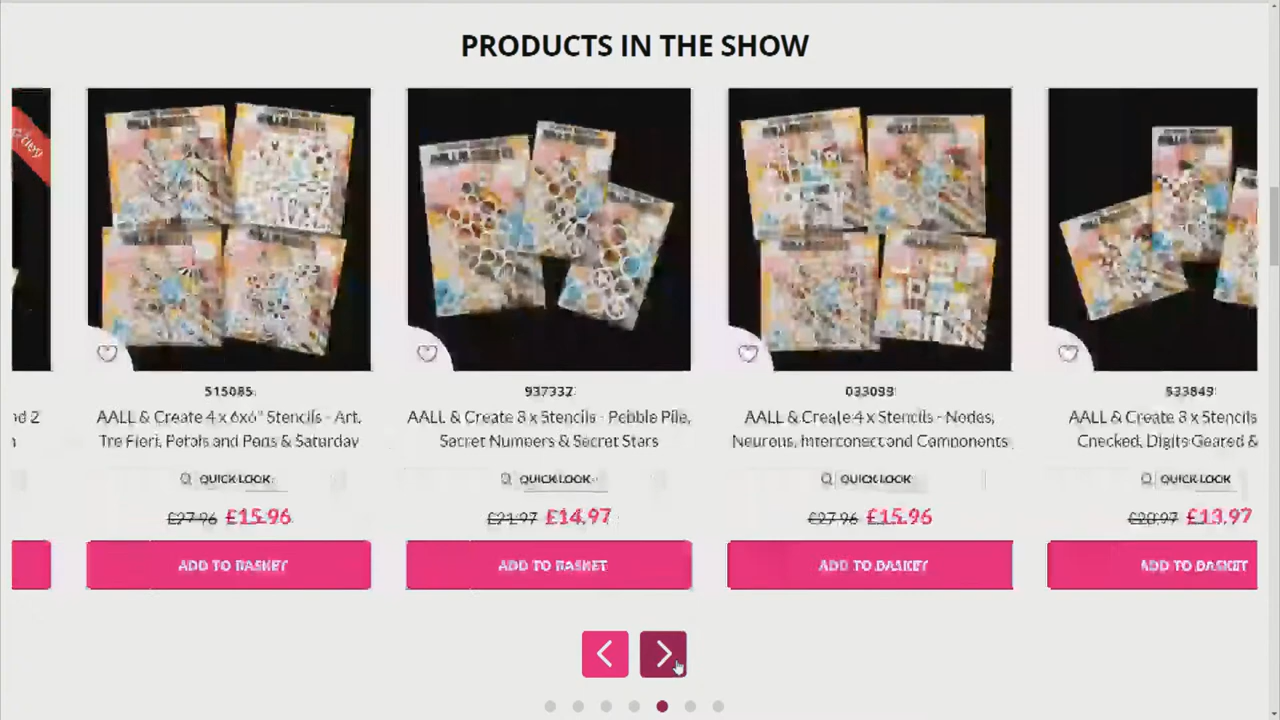 PRODUCTS IN THE SHOW
515085
AALL & Create 4 x 6x6" Stencils - Art,
Tre Fiori, Petals and Pods & Saturday
QUICK LOOK
£27.96 £15.96
ADD TO BASKET
937332
AALL & Create 3 x Stencils - Pebble Pile,
Secret Numbers & Secret Stars
QUICK LOOK
£21.97 £14.97
ADD TO BASKET
033093
AALL & Create 4 x Stencils - Nodes,
Neurons, Interconnect and Components
QUICK LOOK
£27.96 £15.96
ADD TO BASKET
533849
AALL & Create 3 x Stencils
Checked, Digits Geared &
QUICK LOOK
£20.97 £13.97
ADD TO BASKET